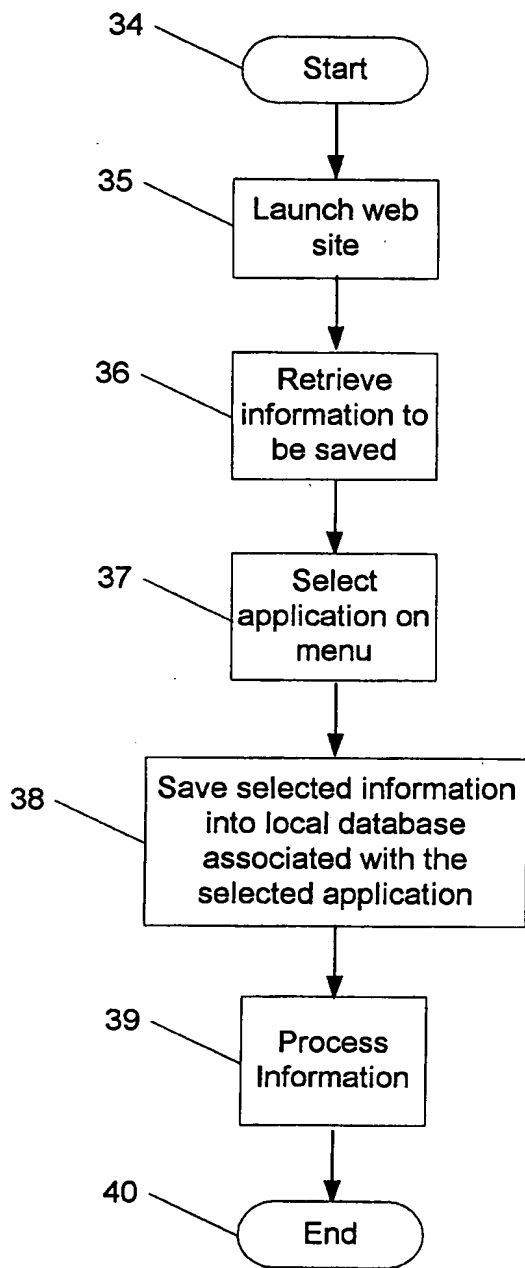 34
Start
35
Launch web
site
36
Retrieve
information to
be saved
37
Select
application on
menu
38
Save selected information
into local database
associated with the
selected application
39
Process
Information
40
End